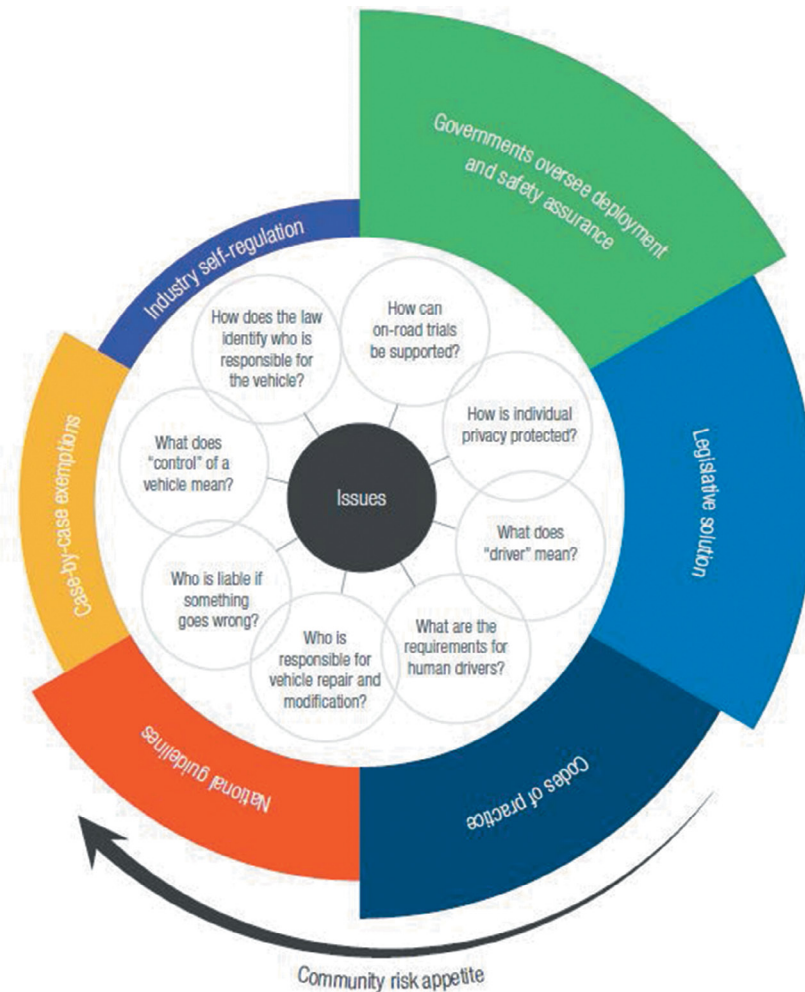 Governments oversee deployment
and safety assurance
Legislative solution
Codes of practice
National guidelines
Case-by-case exemptions
Industry self-regulation
How can
on-road trials
be supported?
How is individual
privacy protected?
What does
“driver” mean?
What are the
requirements for
human drivers?
Who is
responsible for
vehicle repair and
modification?
Who is liable if
something
goes wrong?
What does
“control” of a
vehicle mean?
How does the law
identify who is
responsible for
the vehicle?
Issues
Community risk appetite